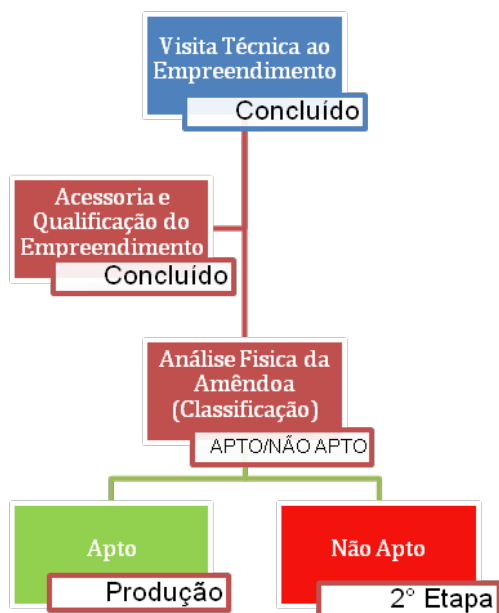 Visita Técnica ao
Empreendimento
Concluído
Acessoria e
Qualificação do
Empreendimento
Concluído
Análise Fisica da
Amêndoa
(Classificação)
APTO/NÃO APTO
Apto
Produção
Não Apto
2° Etapa